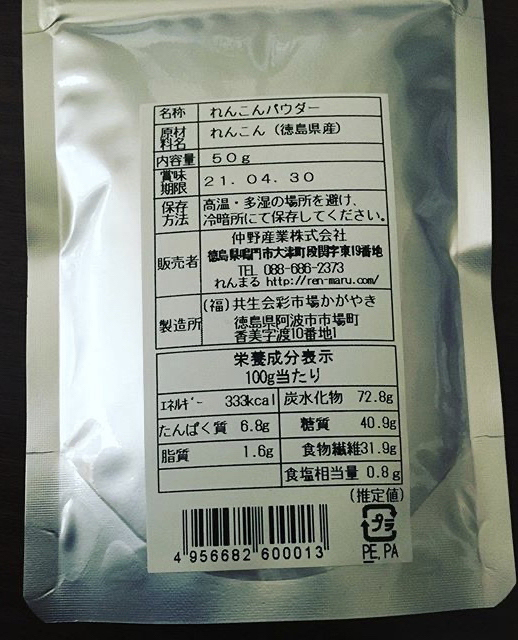 名称 れんこんパウダー
原材料名 れんこん（徳島県産）
内容量 50g
賞味期限 21.04.30
保存方法 高温・多湿の場所を避け、
冷暗所にて保存してください。
販売者 仲野産業株式会社
徳島県鳴門市大津町段関字東19番地
TEL 088-686-2373
れんまる http://ren-maru.com/
製造所 (福)共生会彩市場かがやき
徳島県阿波市市場町
香美字渡10番地1
栄養成分表示
100g当たり
エネルギー 333kcal 炭水化物 72.8g
たんぱく質 6.8g 糖質 40.9g
脂質 1.6g 食物繊維31.9g
食塩相当量 0.8g
(推定値)
4 956682 600013
プラ
PE,PA